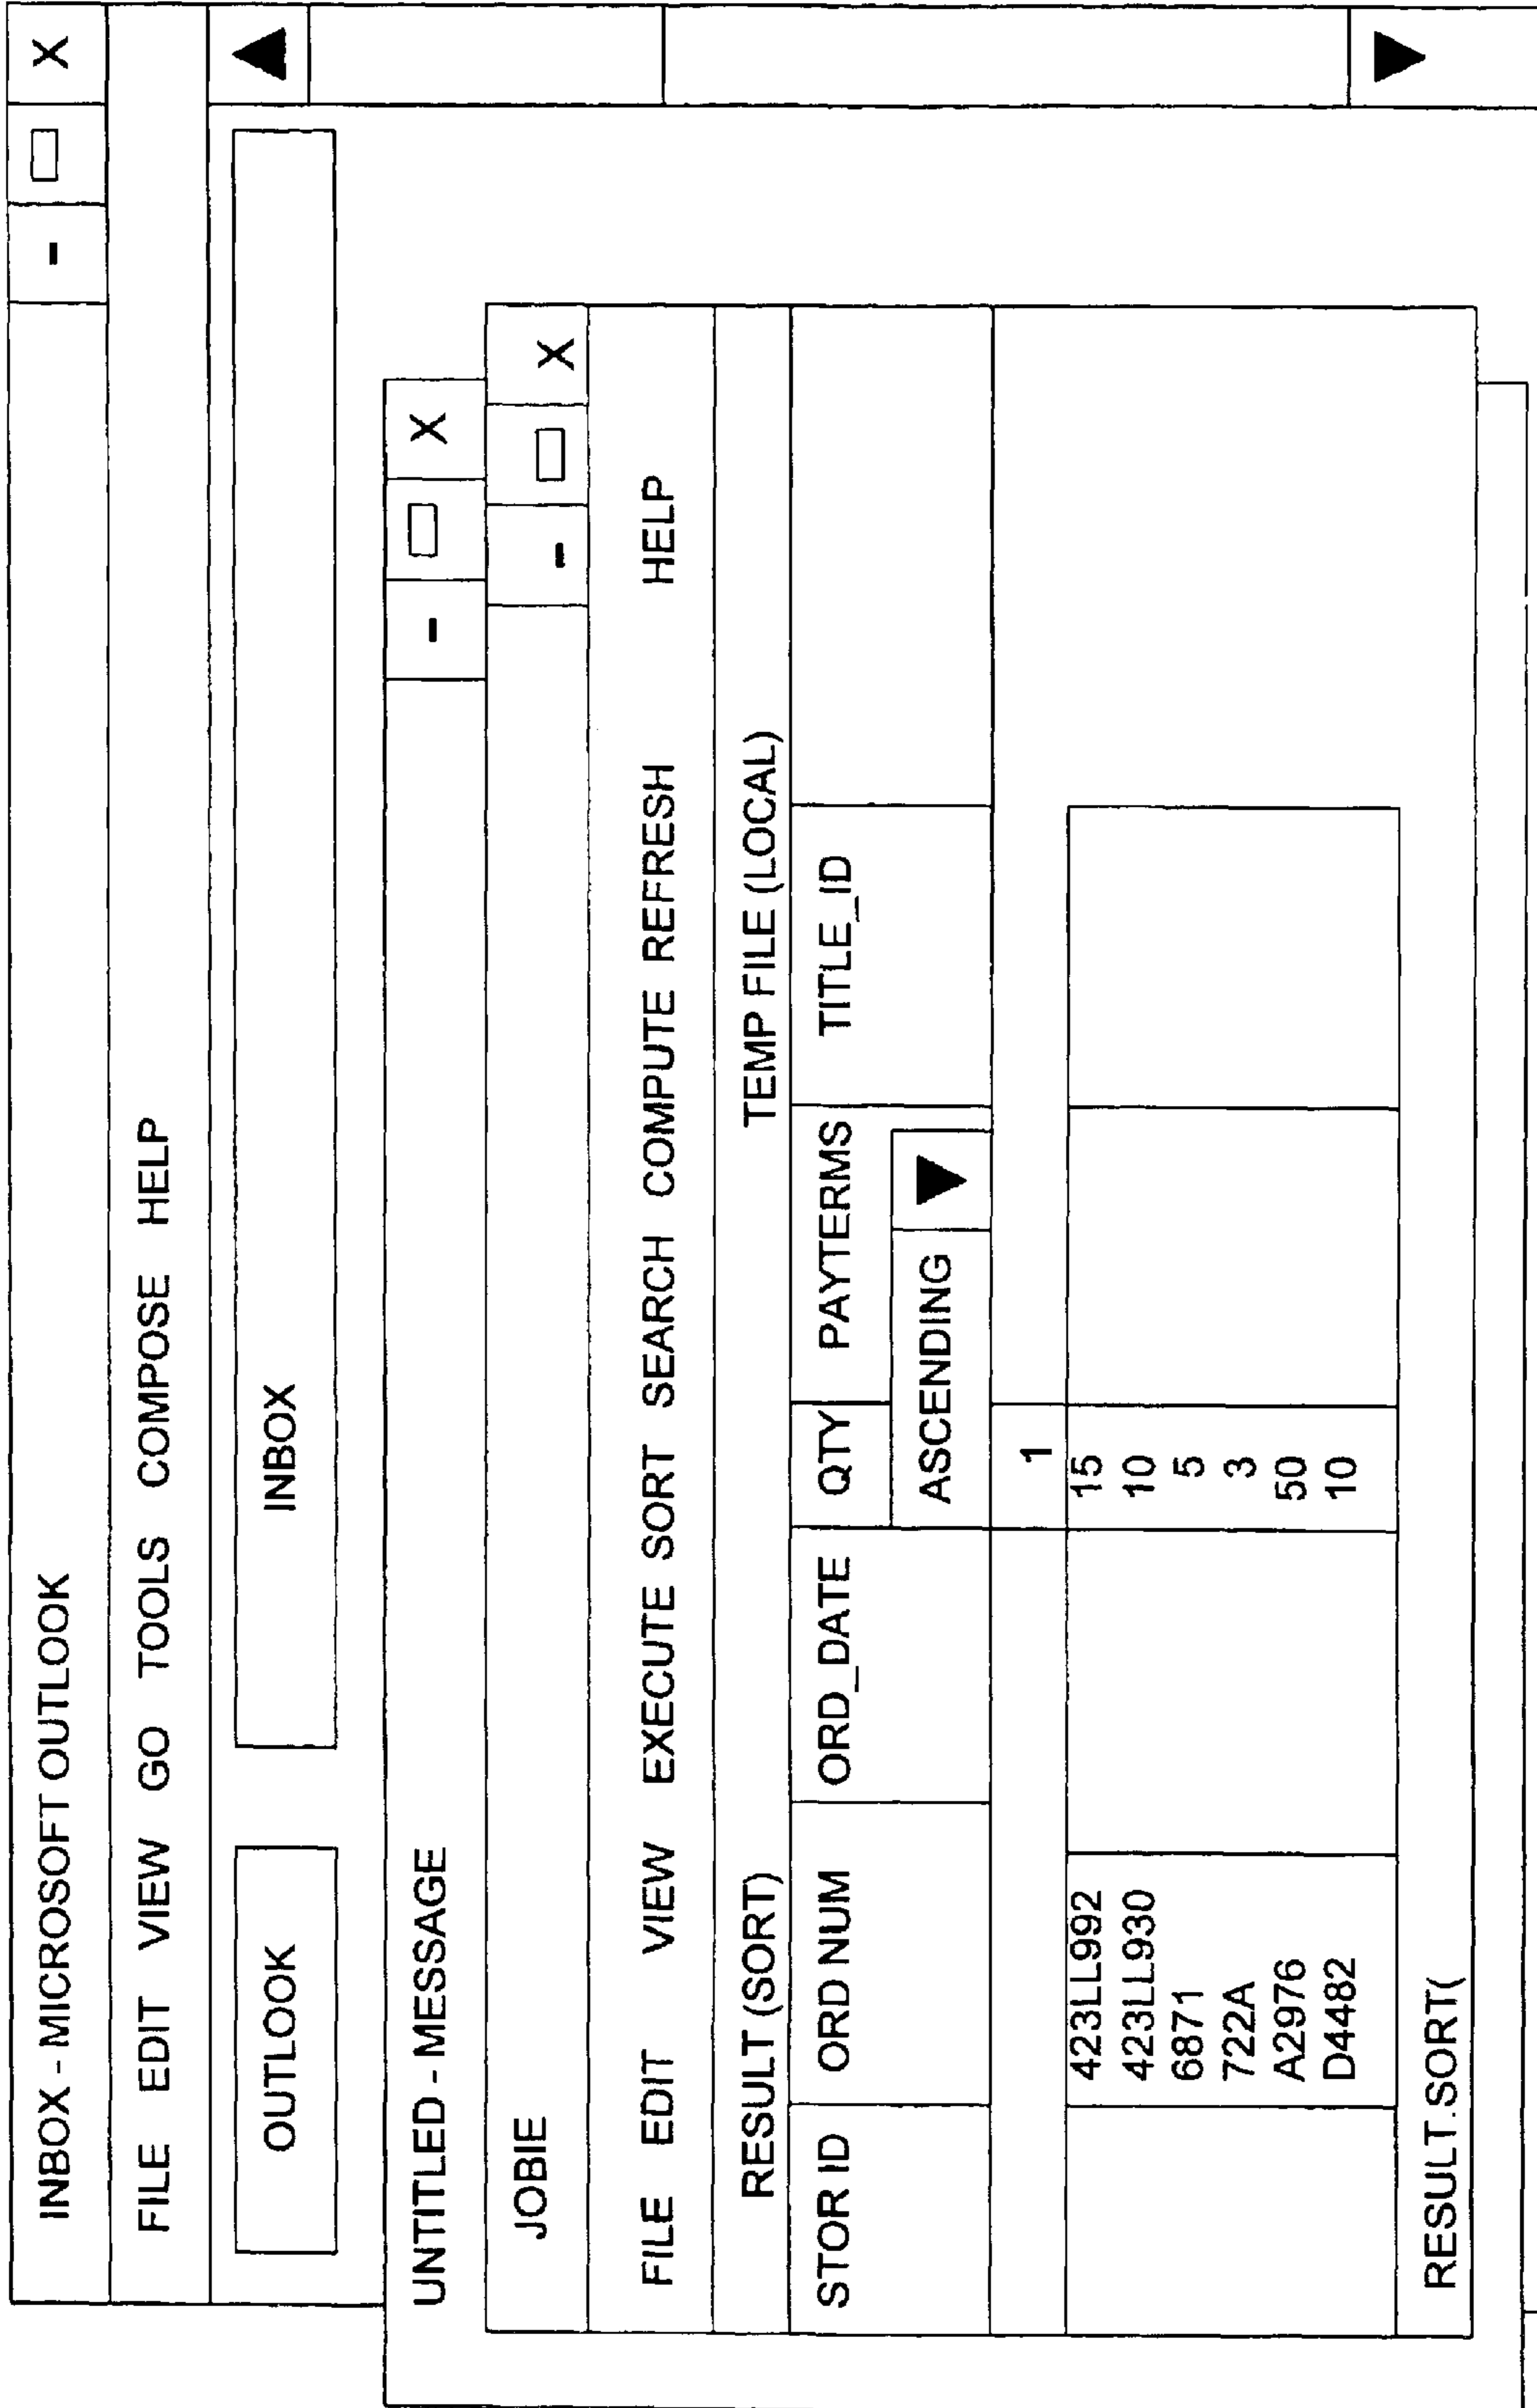 INBOX - MICROSOFT OUTLOOK - X
FILE EDIT VIEW GO TOOLS COMPOSE HELP
OUTLOOK INBOX
UNTITLED - MESSAGE - X
JOBIE - X
FILE EDIT VIEW EXECUTE SORT SEARCH COMPUTE REFRESH HELP
RESULT (SORT) TEMP FILE (LOCAL)
STOR ID ORD NUM ORD_DATE QTY PAYTERMS TITLE_ID
ASCENDING
1
423LL992 15
423LL930 10
6871 5
722A 3
A2976 50
D4482 10
RESULT.SORT(